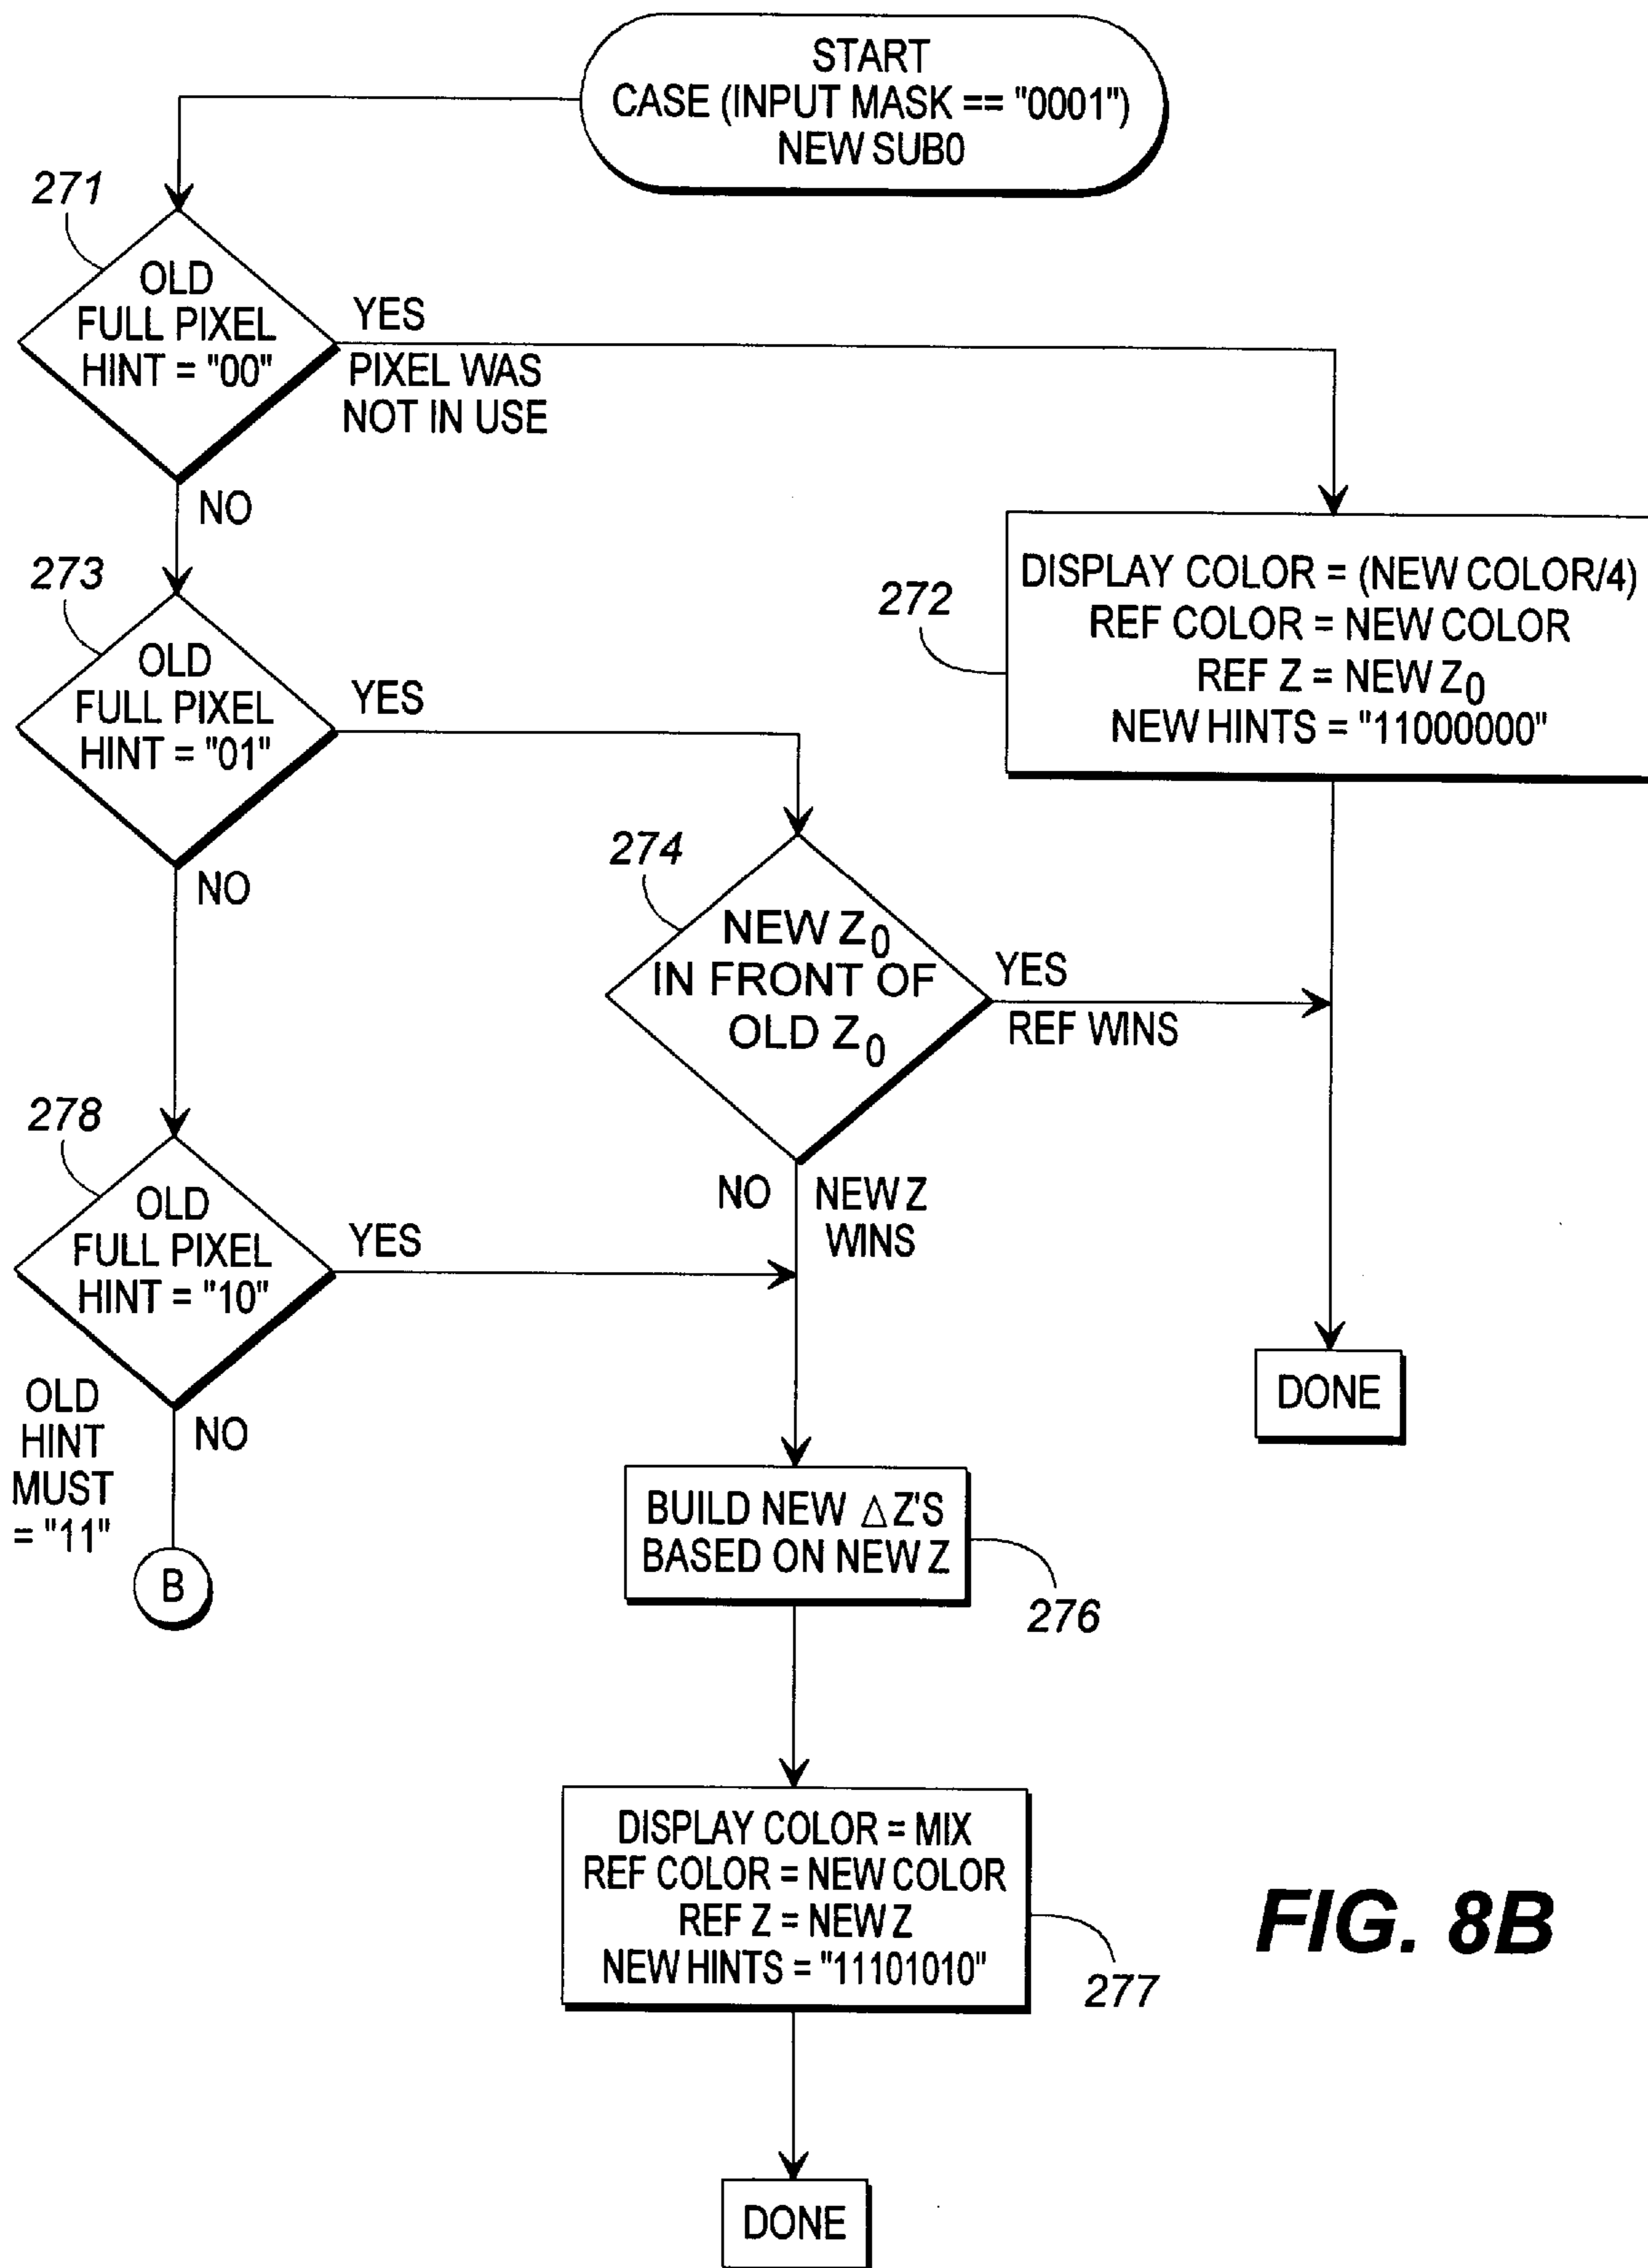 START
CASE (INPUT MASK == "0001")
NEW SUB0
271
OLD
FULL PIXEL
HINT = "00"
YES
PIXEL WAS
NOT IN USE
NO
272
DISPLAY COLOR = (NEW COLOR/4)
REF COLOR = NEW COLOR
REF Z = NEW Z0
NEW HINTS = "11000000"
273
OLD
FULL PIXEL
HINT = "01"
YES
NO
274
NEW Z0
IN FRONT OF
OLD Z0
YES
REF WINS
NO
NEW Z
WINS
278
OLD
FULL PIXEL
HINT = "10"
YES
OLD
HINT
MUST
= "11"
NO
B
DONE
BUILD NEW △Z'S
BASED ON NEW Z
276
DISPLAY COLOR = MIX
REF COLOR = NEW COLOR
REF Z = NEW Z
NEW HINTS = "11101010"
277
DONE
FIG. 8B